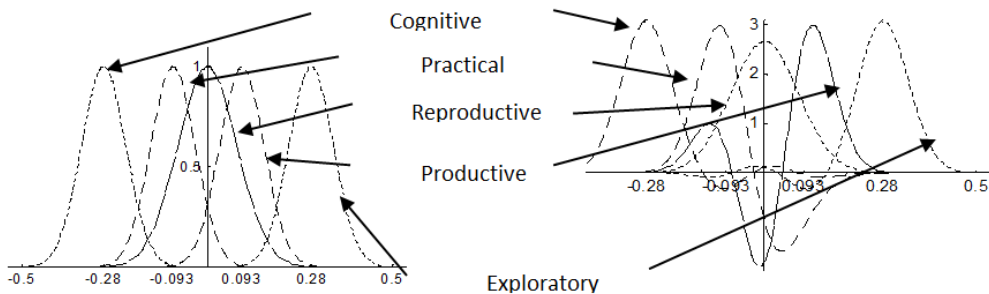 Cognitive
Practical
Reproductive
Productive
Exploratory
1
0.5
-0.5 -0.28 -0.093 0.093 0.28 0.5
3
2
1
-0.28 -0.093 0.093 0.28 0.5